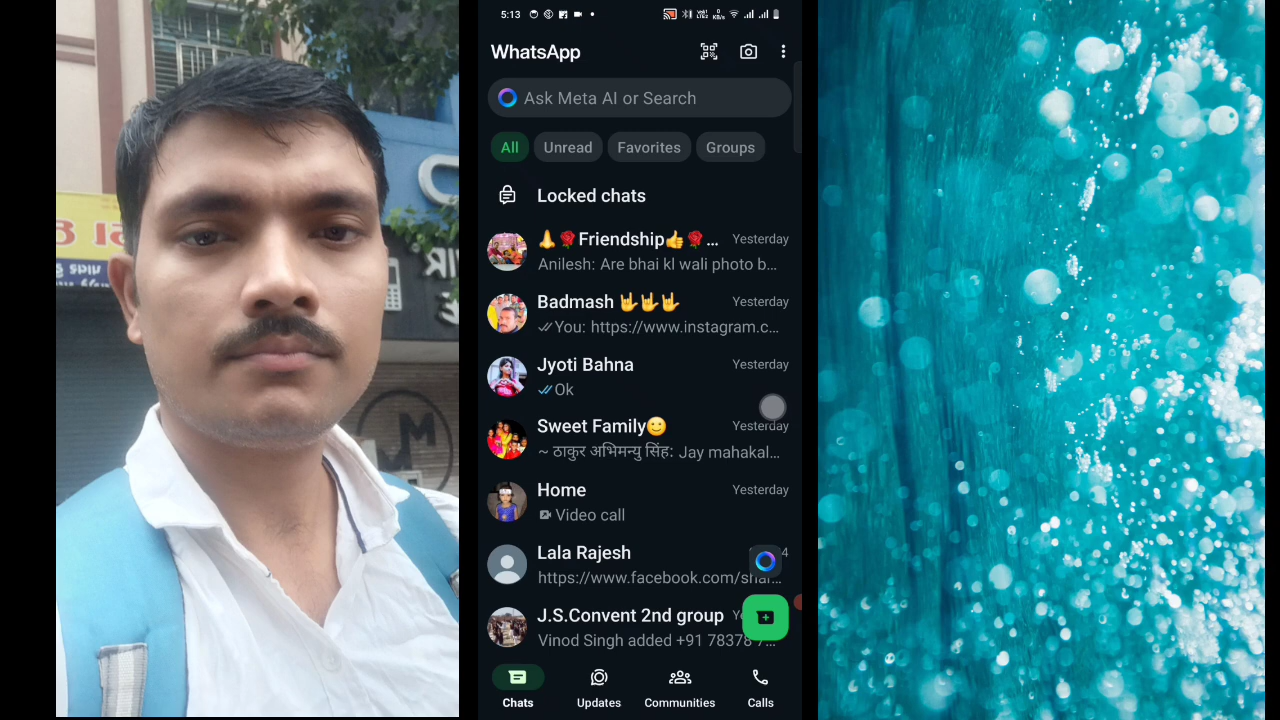 5:13
WhatsApp
Ask Meta AI or Search
All Unread Favorites Groups
Locked chats
🙏🌹Friendship👍🌹... Yesterday
Anilesh: Are bhai kl wali photo b...
Badmash 🤟🤟🤟 Yesterday
You: https://www.instagram.c...
Jyoti Bahna Yesterday
Ok
Sweet Family🙂 Yesterday
~ ठाकुर अभिमन्यु सिंह: Jay mahakal...
Home Yesterday
Video call
Lala Rajesh
https://www.facebook.com/shar...
J.S.Convent 2nd group
Vinod Singh added +91 78378 7...
Chats Updates Communities Calls
M